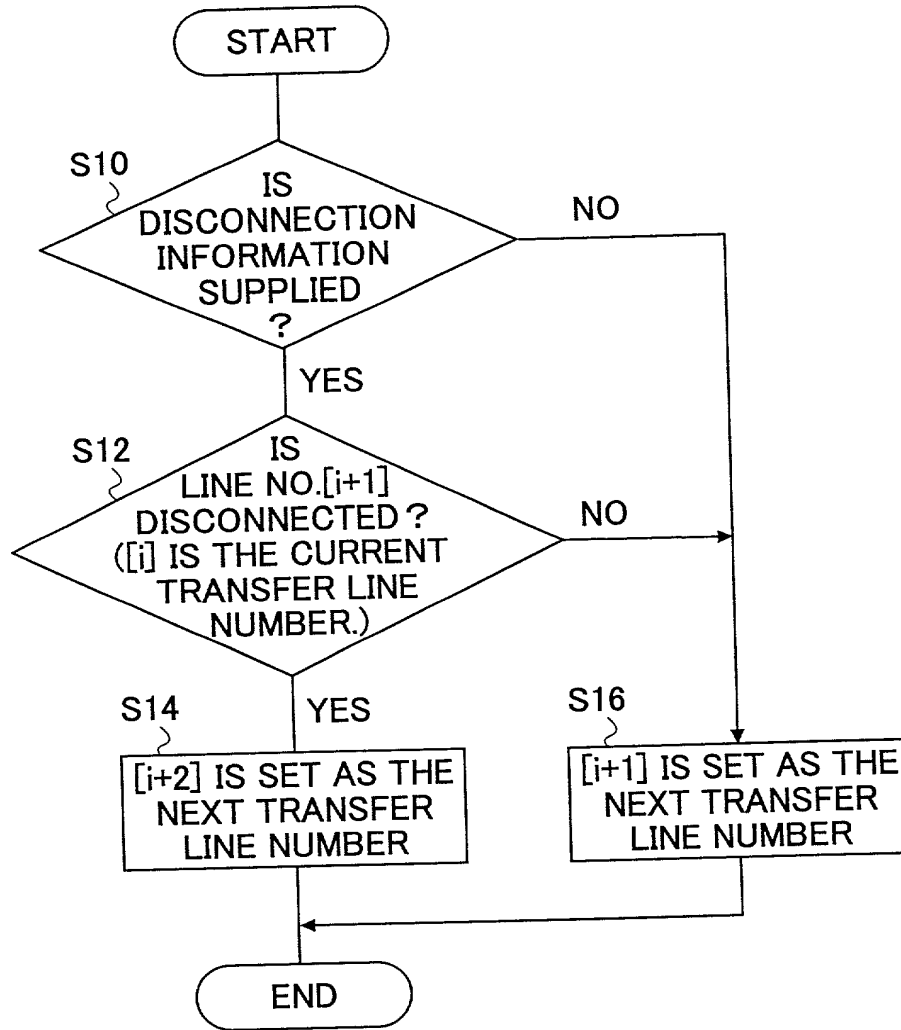 START
S10
IS
DISCONNECTION
INFORMATION
SUPPLIED
?
NO
YES
S12
IS
LINE NO.[i+1]
DISCONNECTED?
([i] IS THE CURRENT
TRANSFER LINE
NUMBER.)
NO
YES
S14
[i+2] IS SET AS THE
NEXT TRANSFER
LINE NUMBER
S16
[i+1] IS SET AS THE
NEXT TRANSFER
LINE NUMBER
END